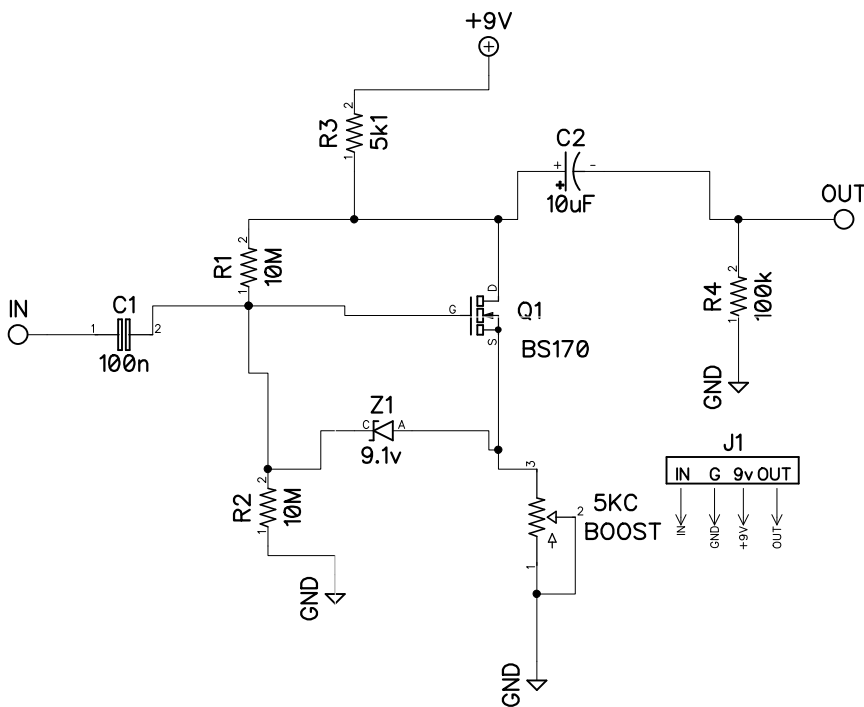 +9V
2
R3
5k1
1
C2
+
-
+
10uF
OUT
2
R1
10M
1
D
2
R4
100k
1
IN
C1
1
2
100n
G
Q1
S
BS170
GND
Z1
C
A
9.1v
J1
IN G 9v OUT
IN
GND
+9V
OUT
2
R2
10M
1
3
5KC
2
BOOST
1
GND
GND